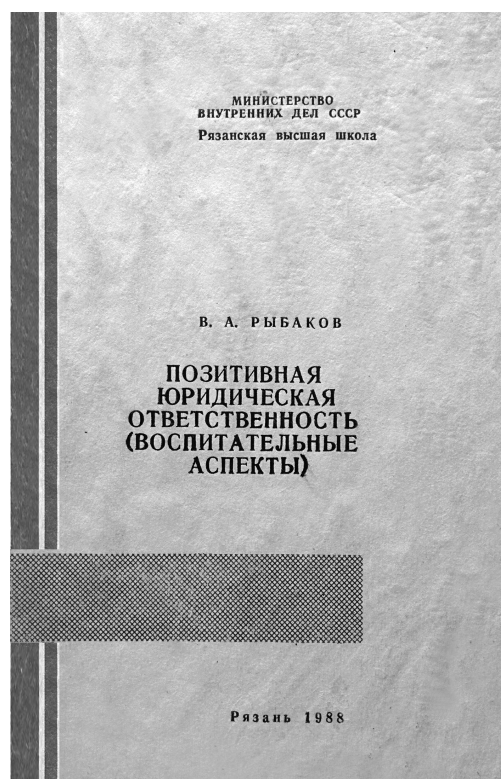 МИНИСТЕРСТВО
ВНУТРЕННИХ ДЕЛ СССР
Рязанская высшая школа
В. А. РЫБАКОВ
ПОЗИТИВНАЯ
ЮРИДИЧЕСКАЯ
ОТВЕТСТВЕННОСТЬ
(ВОСПИТАТЕЛЬНЫЕ
АСПЕКТЫ)
Рязань 1988